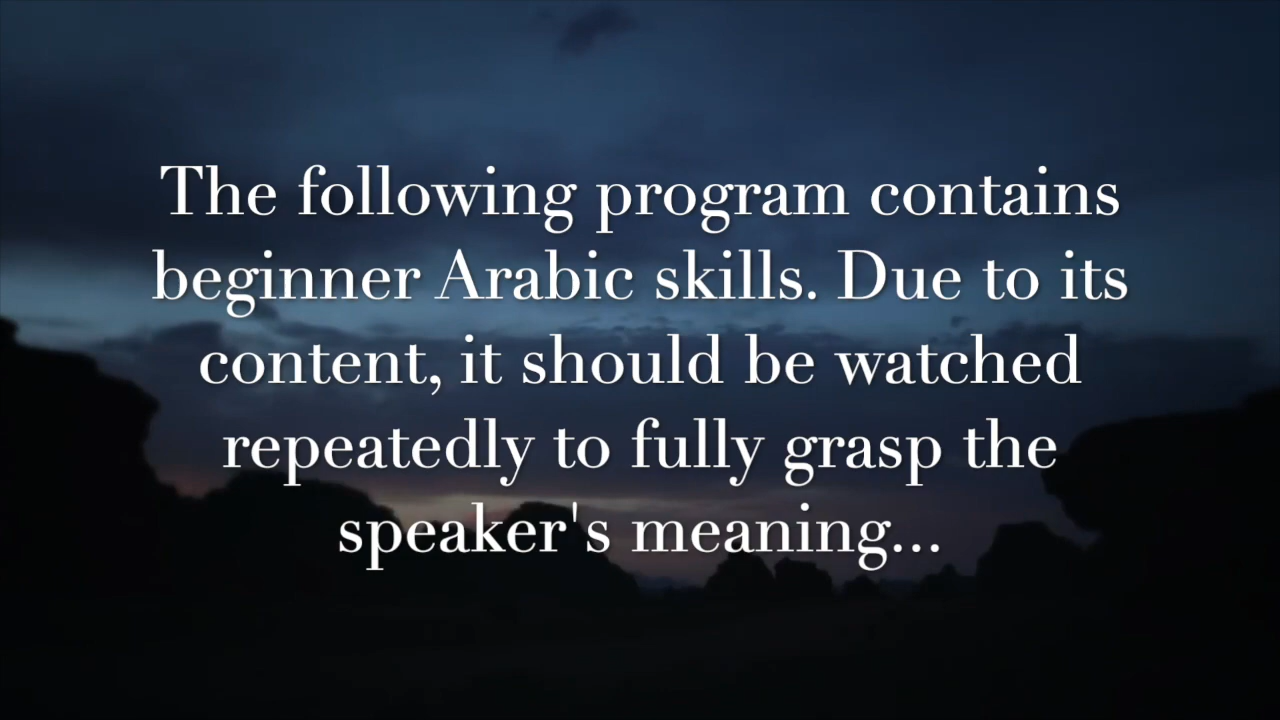 The following program contains
beginner Arabic skills. Due to its
content, it should be watched
repeatedly to fully grasp the
speaker's meaning...